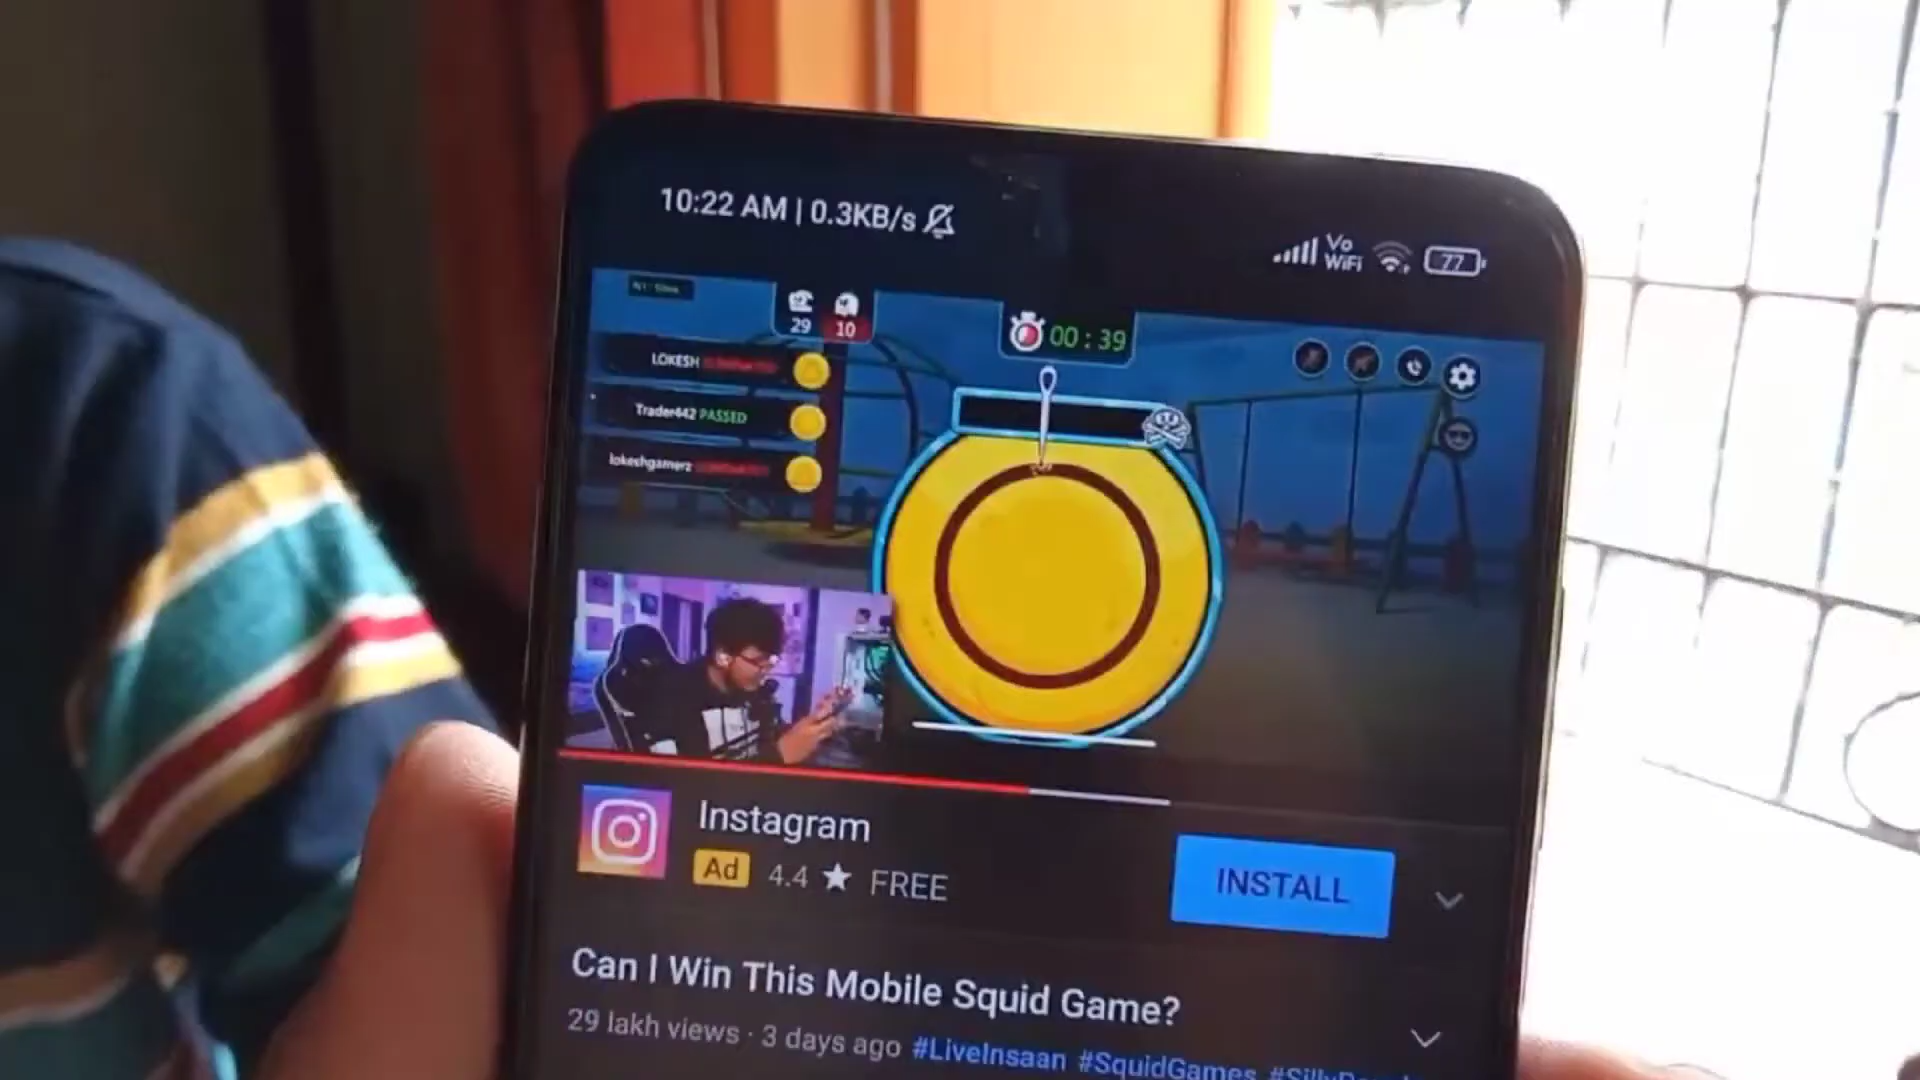 10:22 AM | 0.3KB/s
Vo
WiFi
77
29
10
00 : 39
LOKESH
Trader442 PASSED
lokeshgamerz
Instagram
Ad 4.4 ★ FREE
INSTALL
Can I Win This Mobile Squid Game?
29 lakh views · 3 days ago #LiveInsaan #SquidGames